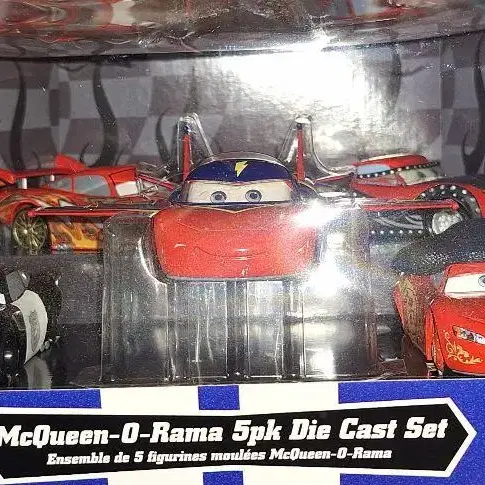 McQueen-O-Rama 5pk Die Cast Set
Ensemble de 5 figurines moulées McQueen-O-Rama